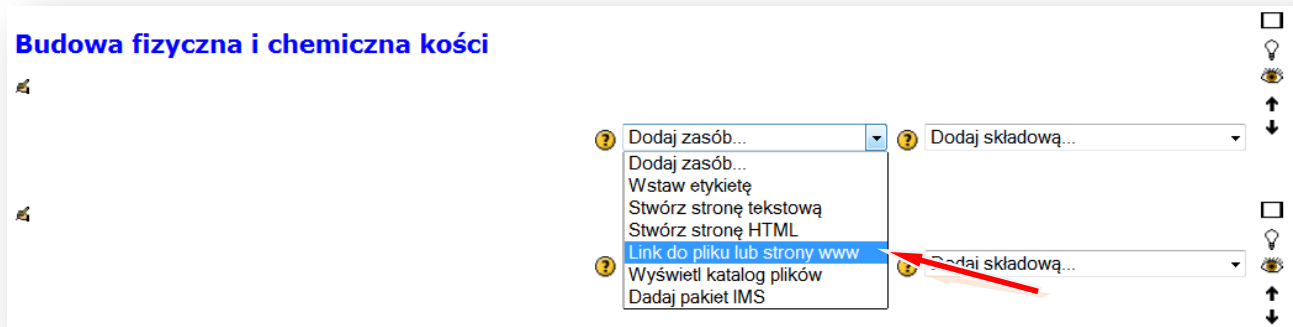 Budowa fizyczna i chemiczna kości
Dodaj zasób... Dodaj składową...
Dodaj zasób...
Wstaw etykietę
Stwórz stronę tekstową
Stwórz stronę HTML
Link do pliku lub strony www
Dodaj składową...
Wyświetl katalog plików
Dadaj pakiet IMS